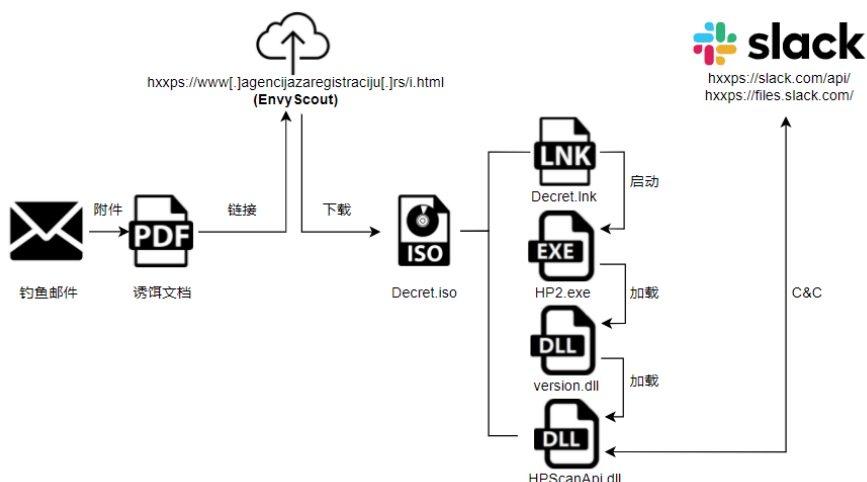 slack
hxxps://slack.com/api/
hxxps://files.slack.com/
hxxps://www[.]agencijazaregistraciju[.]rs/i.html
(EnvyScout)
附件
PDF
链接
下载
ISO
LNK
Decret.lnk
启动
EXE
HP2.exe
加载
DLL
version.dll
加载
DLL
HPScanApi.dll
C&C
钓鱼邮件
诱饵文档
Decret.iso